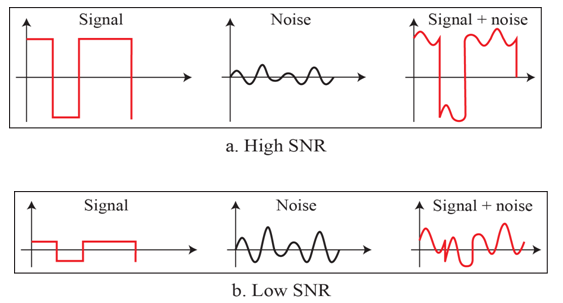 Signal
Noise
Signal + noise
a. High SNR
Signal
Noise
Signal + noise
b. Low SNR